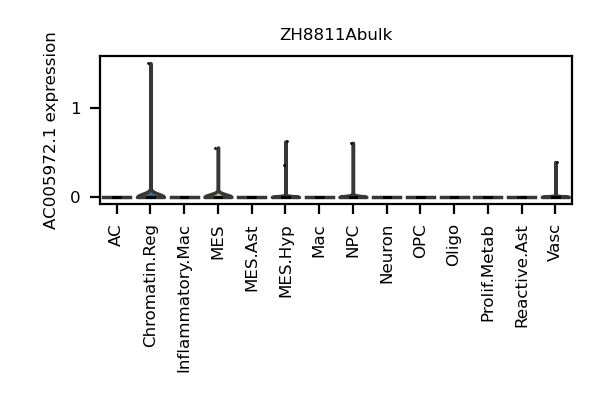 ZH8811Abulk
AC005972.1 expression
1
0
AC
Chromatin.Reg
Inflammatory.Mac
MES
MES.Ast
MES.Hyp
Mac
NPC
Neuron
OPC
Oligo
Prolif.Metab
Reactive.Ast
Vasc